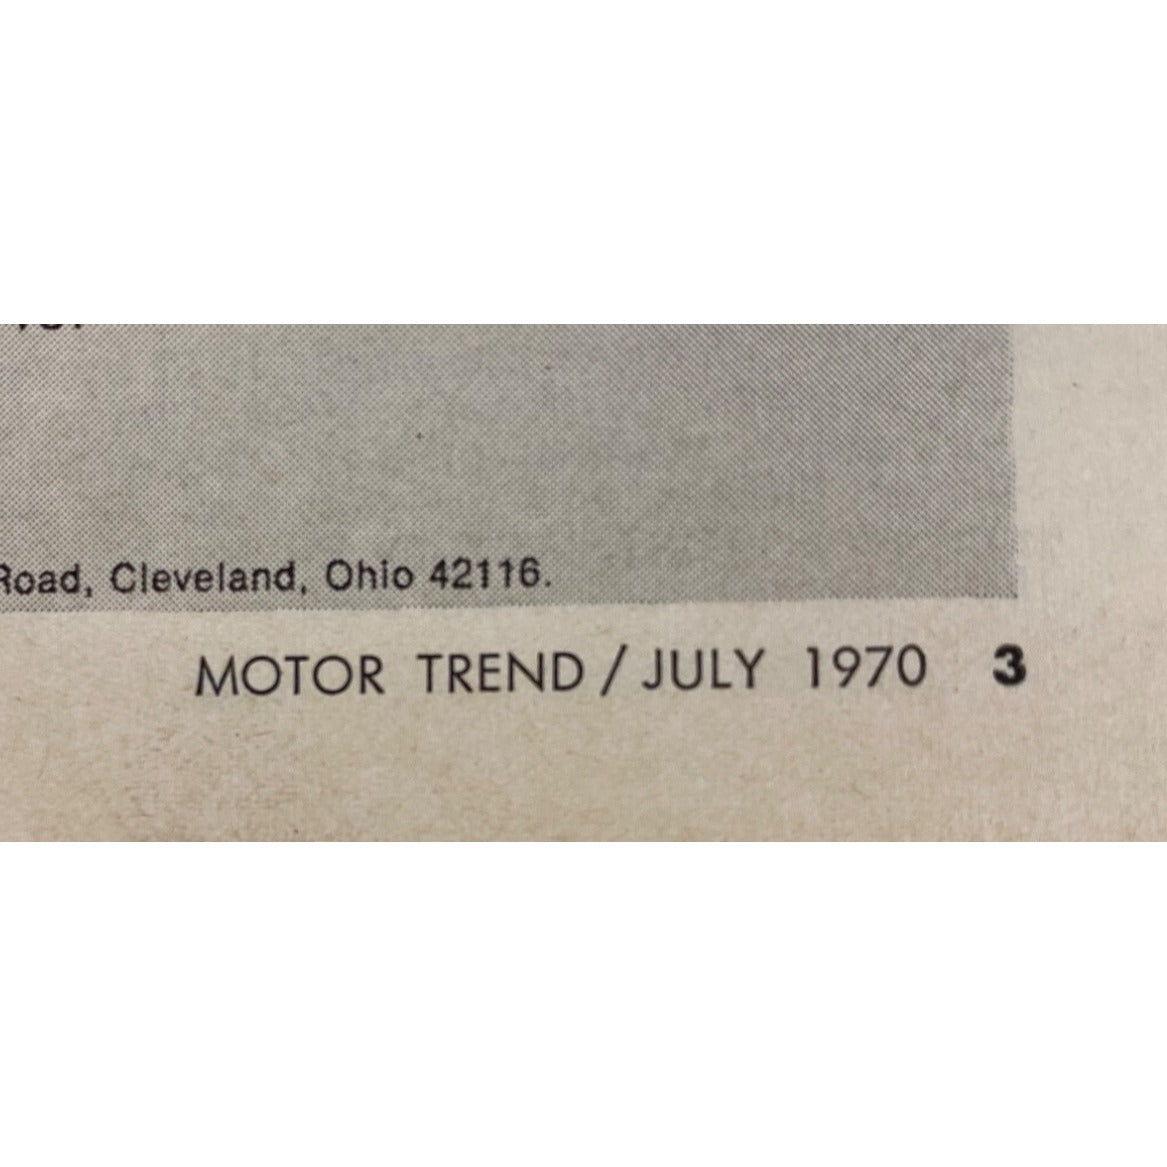 Road, Cleveland, Ohio 42116.
MOTOR TREND / JULY 1970 3